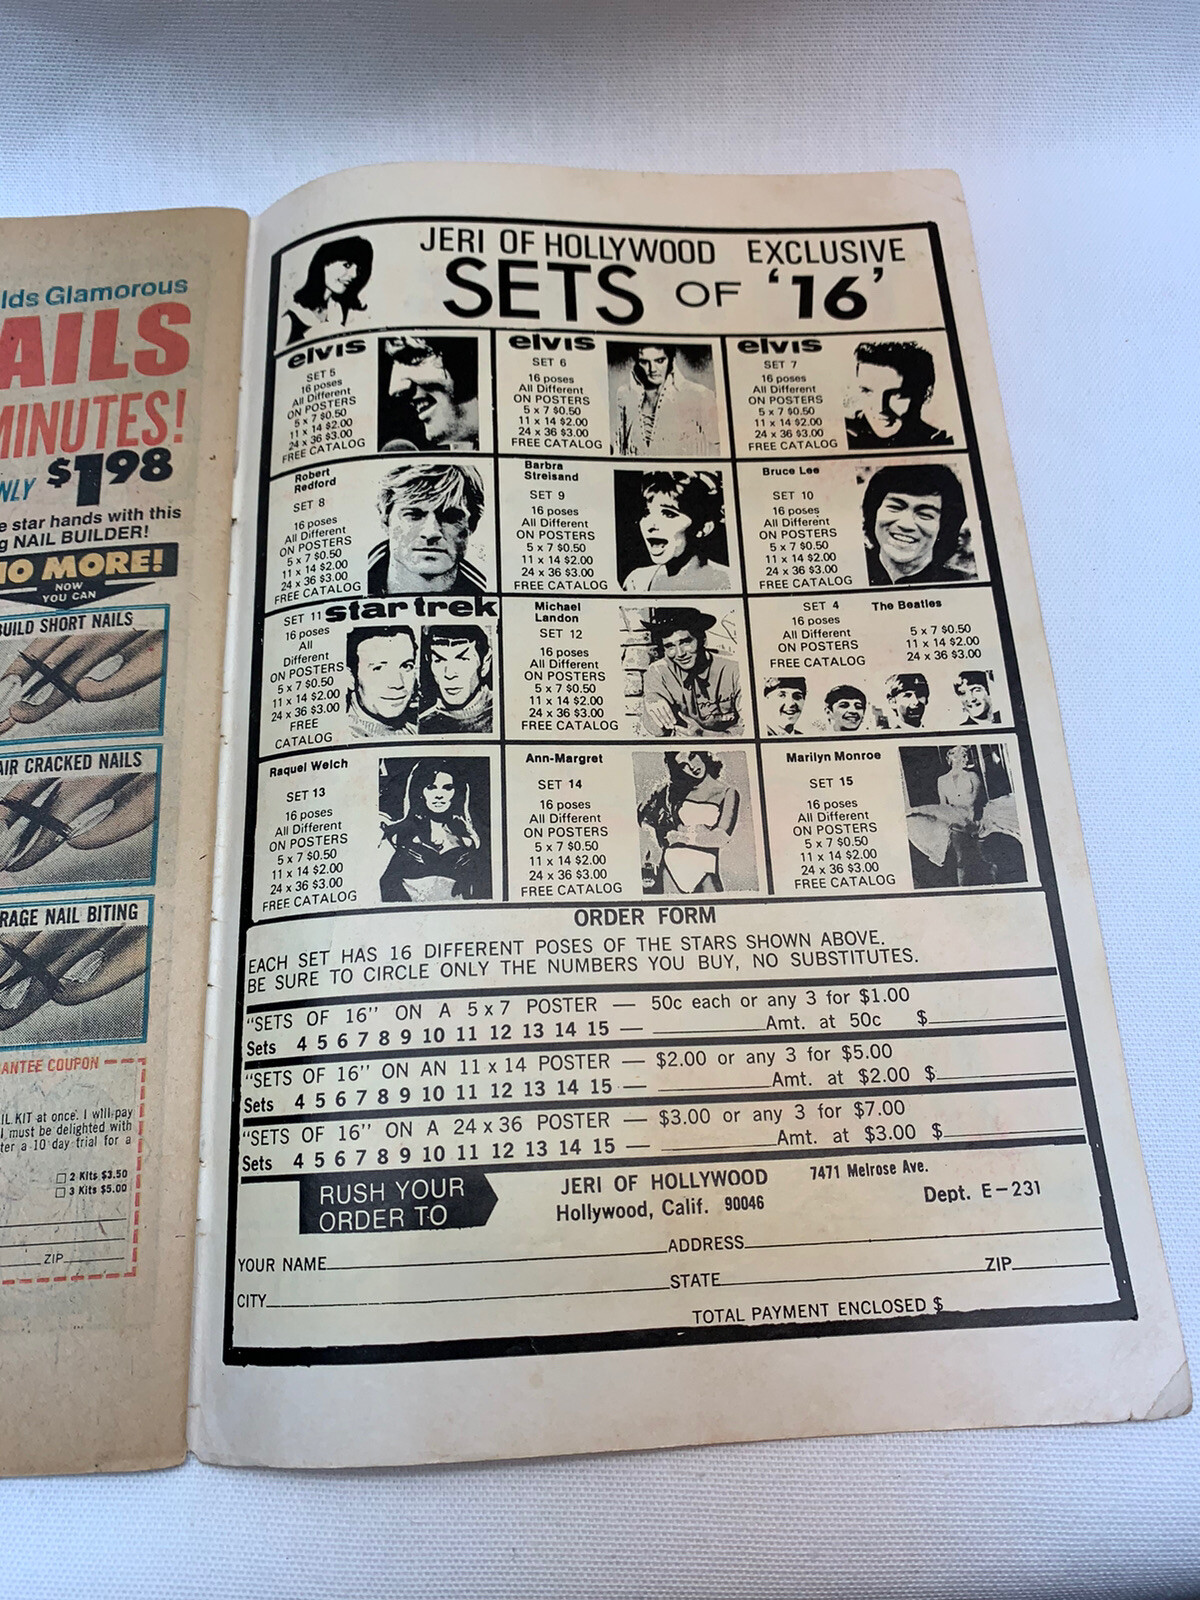 lds Glamorous
AILS
MINUTES!
NLY $198
e star hands with this
g NAIL BUILDER!
NO MORE!
NOW
YOU CAN
BUILD SHORT NAILS
AIR CRACKED NAILS
RAGE NAIL BITING
ANTEE COUPON
IL KIT at once. I will pay
I must be delighted with
ter a 10 day trial for a
2 Kits $3.50
3 Kits $5.00
ZIP
JERI OF HOLLYWOOD EXCLUSIVE
SETS OF '16'
elvis
SET 5
16 poses
All Different
ON POSTERS
5 x 7 $0.50
11 x 14 $2.00
24 x 36 $3.00
FREE CATALOG
elvis
SET 6
16 poses
All Different
ON POSTERS
5 x 7 $0.50
11 x 14 $2.00
24 x 36 $3.00
FREE CATALOG
elvis
SET 7
16 poses
All Different
ON POSTERS
5 x 7 $0.50
11 x 14 $2.00
24 x 36 $3.00
FREE CATALOG
Robert
Redford
SET 8
16 poses
All Different
ON POSTERS
5 x 7 $0.50
11 x 14 $2.00
24 x 36 $3.00
FREE CATALOG
Barbra
Streisand
SET 9
16 poses
All Different
ON POSTERS
5 x 7 $0.50
11 x 14 $2.00
24 x 36 $3.00
FREE CATALOG
Bruce Lee
SET 10
16 poses
All Different
ON POSTERS
5 x 7 $0.50
11 x 14 $2.00
24 x 36 $3.00
FREE CATALOG
SET 11 star trek
16 poses
All
Different
ON POSTERS
5 x 7 $0.50
11 x 14 $2.00
24 x 36 $3.00
FREE
CATALOG
Michael
Landon
SET 12
16 poses
All Different
ON POSTERS
5 x 7 $0.50
11 x 14 $2.00
24 x 36 $3.00
FREE CATALOG
SET 4 The Beatles
16 poses
All Different
ON POSTERS
FREE CATALOG
5 x 7 $0.50
11 x 14 $2.00
24 x 36 $3.00
Raquel Welch
SET 13
16 poses
All Different
ON POSTERS
5 x 7 $0.50
11 x 14 $2.00
24 x 36 $3.00
FREE CATALOG
Ann-Margret
SET 14
16 poses
All Different
ON POSTERS
5 x 7 $0.50
11 x 14 $2.00
24 x 36 $3.00
FREE CATALOG
Marilyn Monroe
SET 15
16 poses
All Different
ON POSTERS
5 x 7 $0.50
11 x 14 $2.00
24 x 36 $3.00
FREE CATALOG
ORDER FORM
EACH SET HAS 16 DIFFERENT POSES OF THE STARS SHOWN ABOVE.
BE SURE TO CIRCLE ONLY THE NUMBERS YOU BUY, NO SUBSTITUTES.
"SETS OF 16" ON A 5 x 7 POSTER — 50c each or any 3 for $1.00
Sets 4 5 6 7 8 9 10 11 12 13 14 15 — Amt. at 50c $
"SETS OF 16" ON AN 11 x 14 POSTER — $2.00 or any 3 for $5.00
Sets 4 5 6 7 8 9 10 11 12 13 14 15 — Amt. at $2.00 $
"SETS OF 16" ON A 24 x 36 POSTER — $3.00 or any 3 for $7.00
Sets 4 5 6 7 8 9 10 11 12 13 14 15 — Amt. at $3.00 $
RUSH YOUR
ORDER TO
JERI OF HOLLYWOOD 7471 Melrose Ave.
Hollywood, Calif. 90046 Dept. E-231
YOUR NAME ADDRESS
CITY STATE ZIP
TOTAL PAYMENT ENCLOSED $